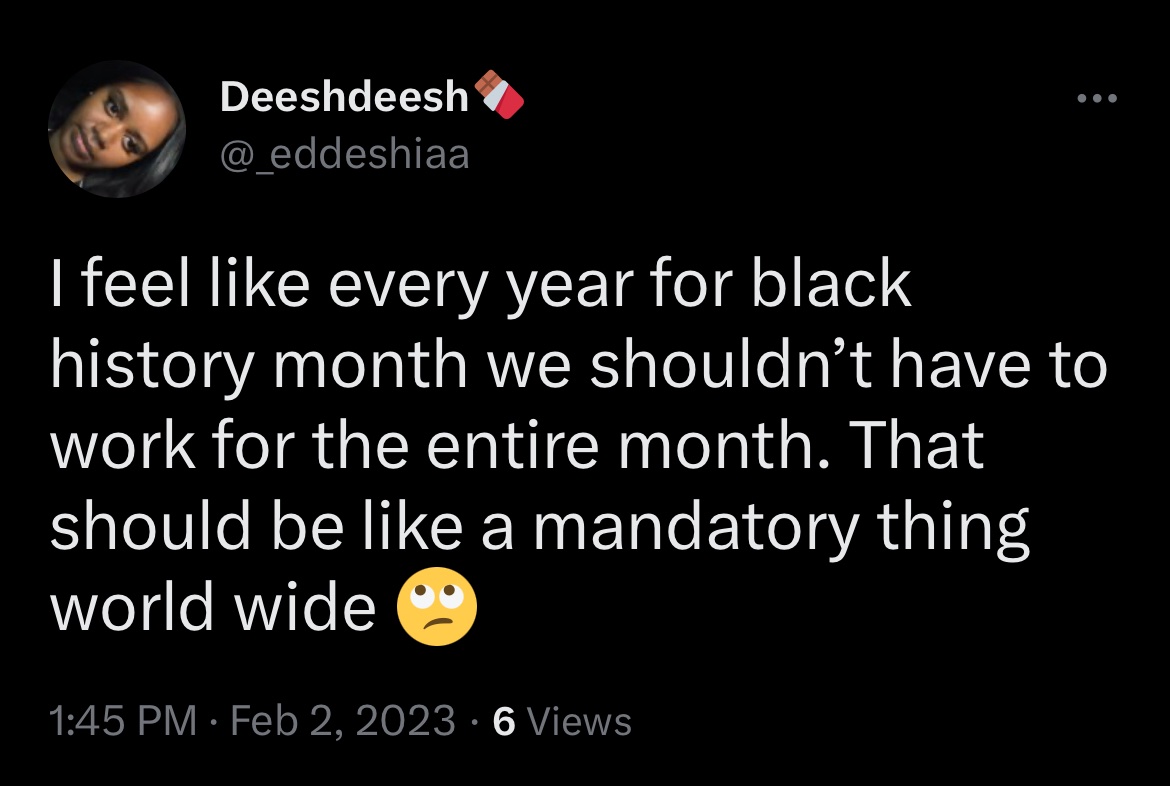 Deeshdeesh🍫
@_eddeshiaa
I feel like every year for black
history month we shouldn’t have to
work for the entire month. That
should be like a mandatory thing
world wide 🙄
1:45 PM · Feb 2, 2023 · 6 Views